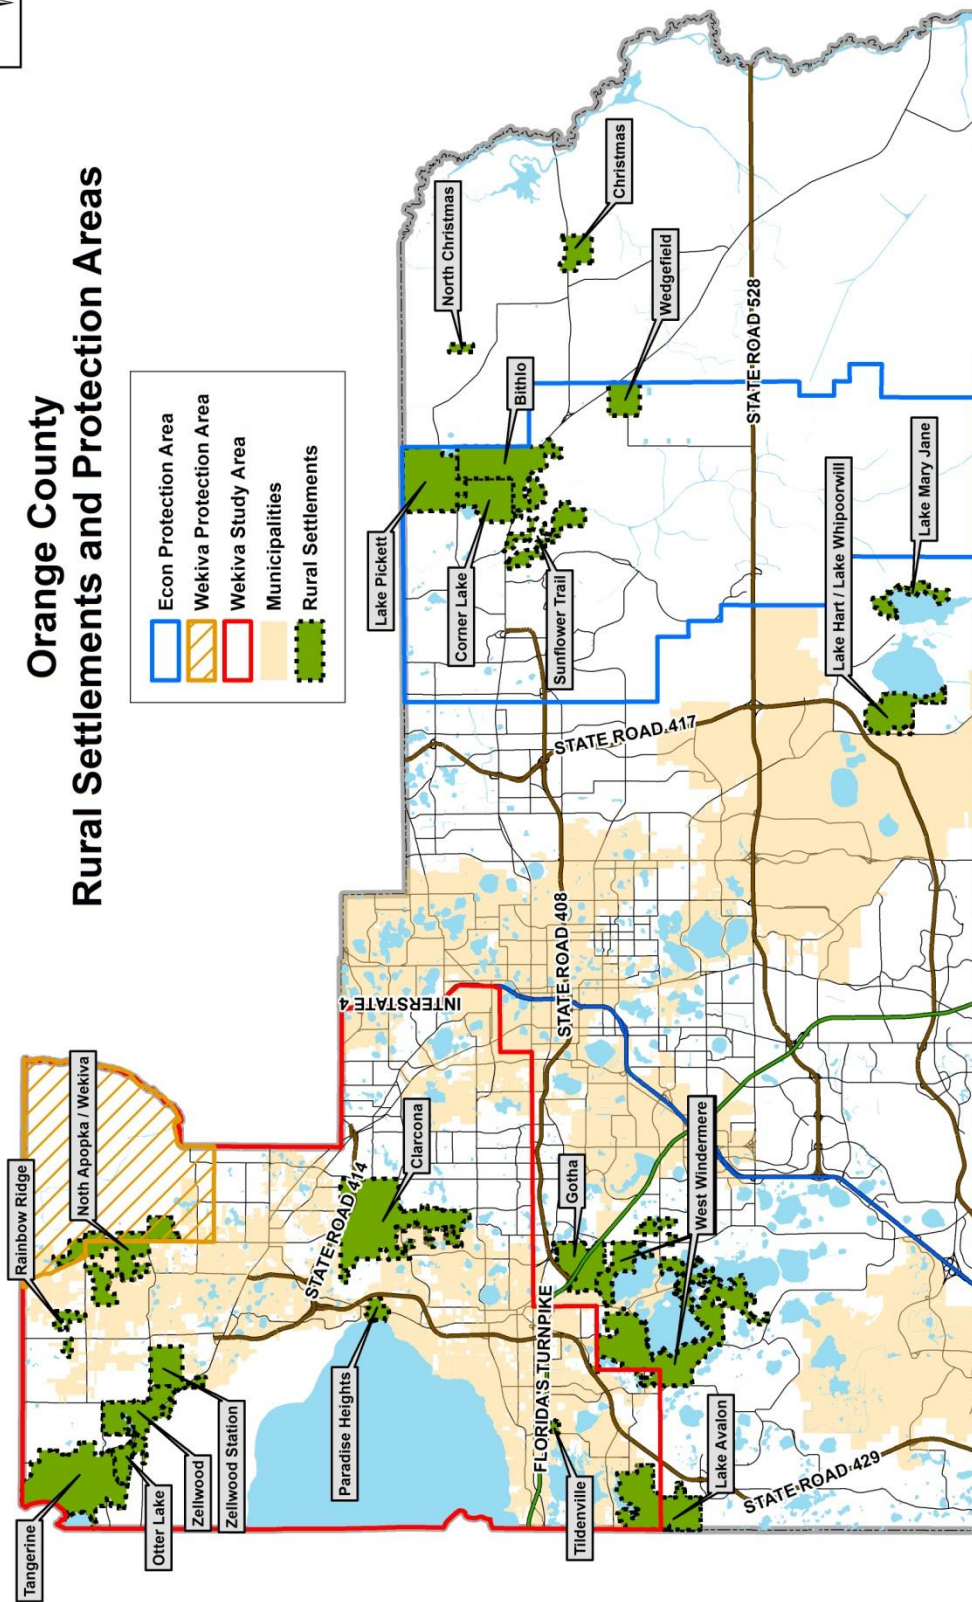 Orange County
Rural Settlements and Protection Areas
Econ Protection Area
Wekiva Protection Area
Wekiva Study Area
Municipalities
Rural Settlements
Tangerine
Otter Lake
Zellwood
Zellwood Station
Rainbow Ridge
Noth Apopka / Wekiva
STATE ROAD 414
Clarcona
Paradise Heights
INTERSTATE 4
FLORIDA'S TURNPIKE
Tildenville
Gotha
West Windermere
Lake Avalon
STATE ROAD 429
STATE ROAD 408
STATE ROAD 417
STATE ROAD 528
Lake Pickett
Corner Lake
Sunflower Trail
Bithlo
North Christmas
Christmas
Wedgefield
Lake Hart / Lake Whipoorwill
Lake Mary Jane